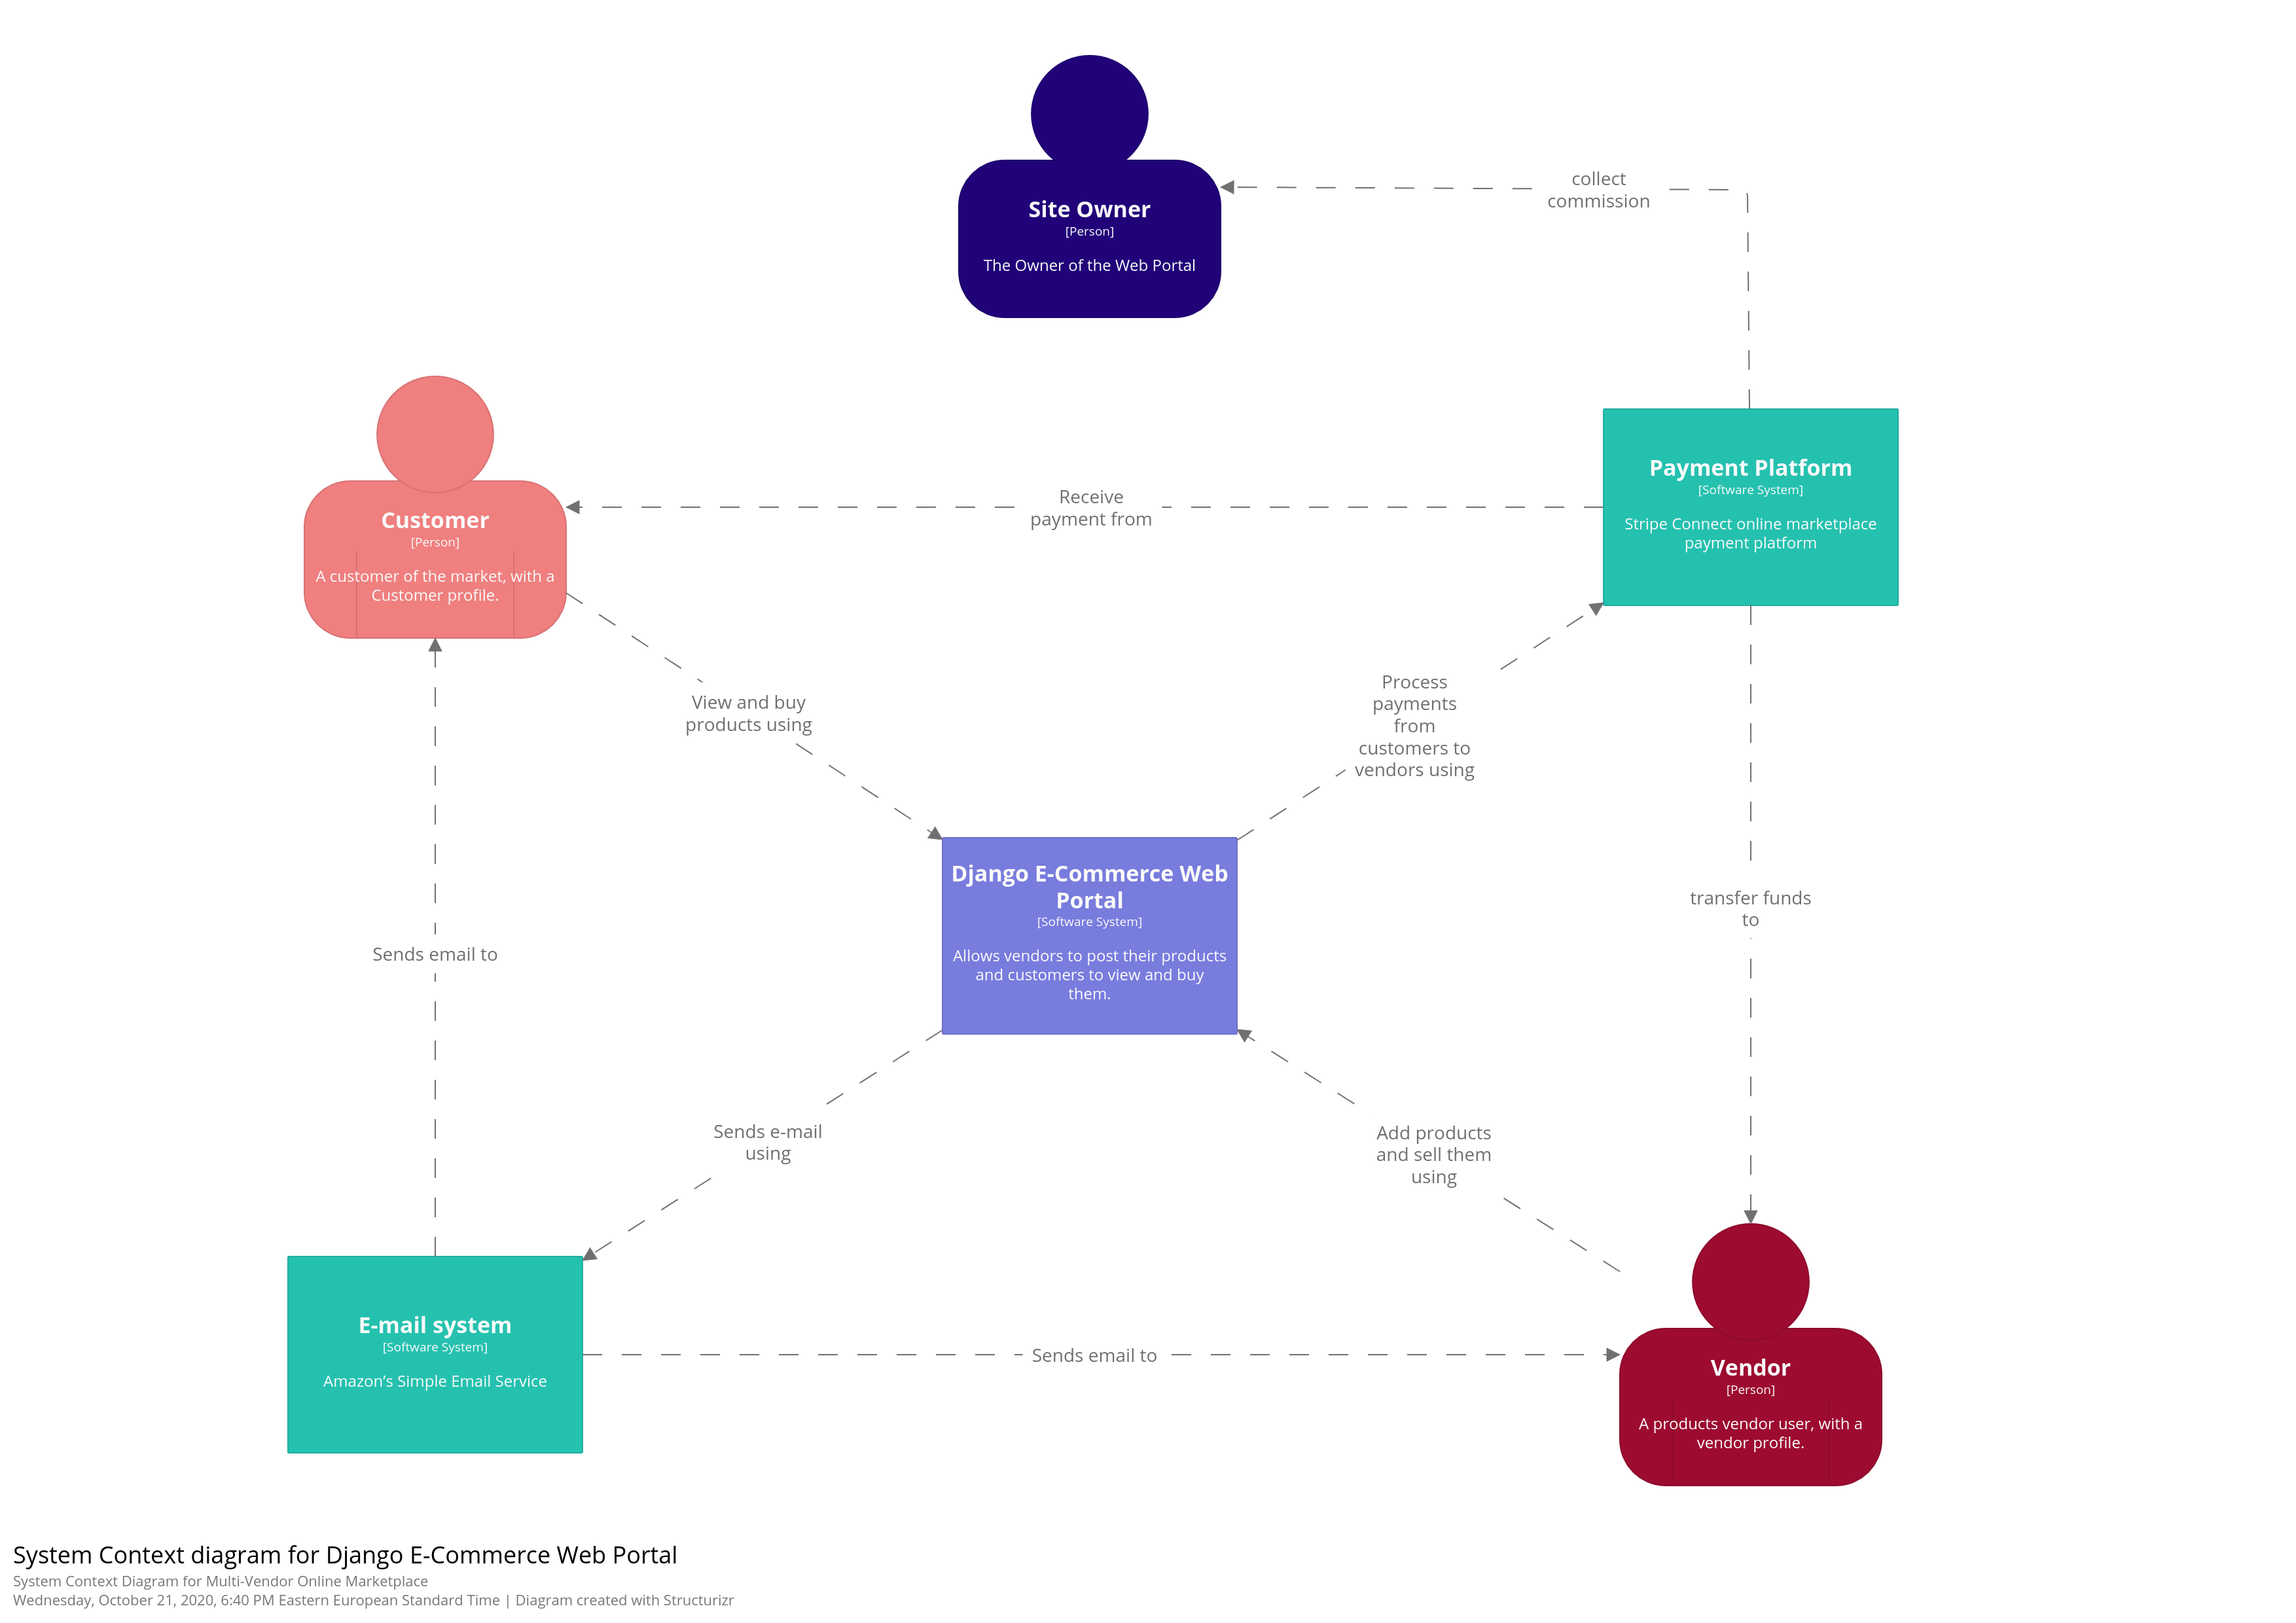 Site Owner
[Person]
The Owner of the Web Portal
collect
commission
Payment Platform
[Software System]
Stripe Connect online marketplace
payment platform
Receive
payment from
Customer
[Person]
A customer of the market, with a
Customer profile.
View and buy
products using
Process
payments
from
customers to
vendors using
Django E-Commerce Web
Portal
[Software System]
Allows vendors to post their products
and customers to view and buy
them.
transfer funds
to
Sends email to
Sends e-mail
using
Add products
and sell them
using
E-mail system
[Software System]
Amazon’s Simple Email Service
Sends email to
Vendor
[Person]
A products vendor user, with a
vendor profile.
System Context diagram for Django E-Commerce Web Portal
System Context Diagram for Multi-Vendor Online Marketplace
Wednesday, October 21, 2020, 6:40 PM Eastern European Standard Time | Diagram created with Structurizr